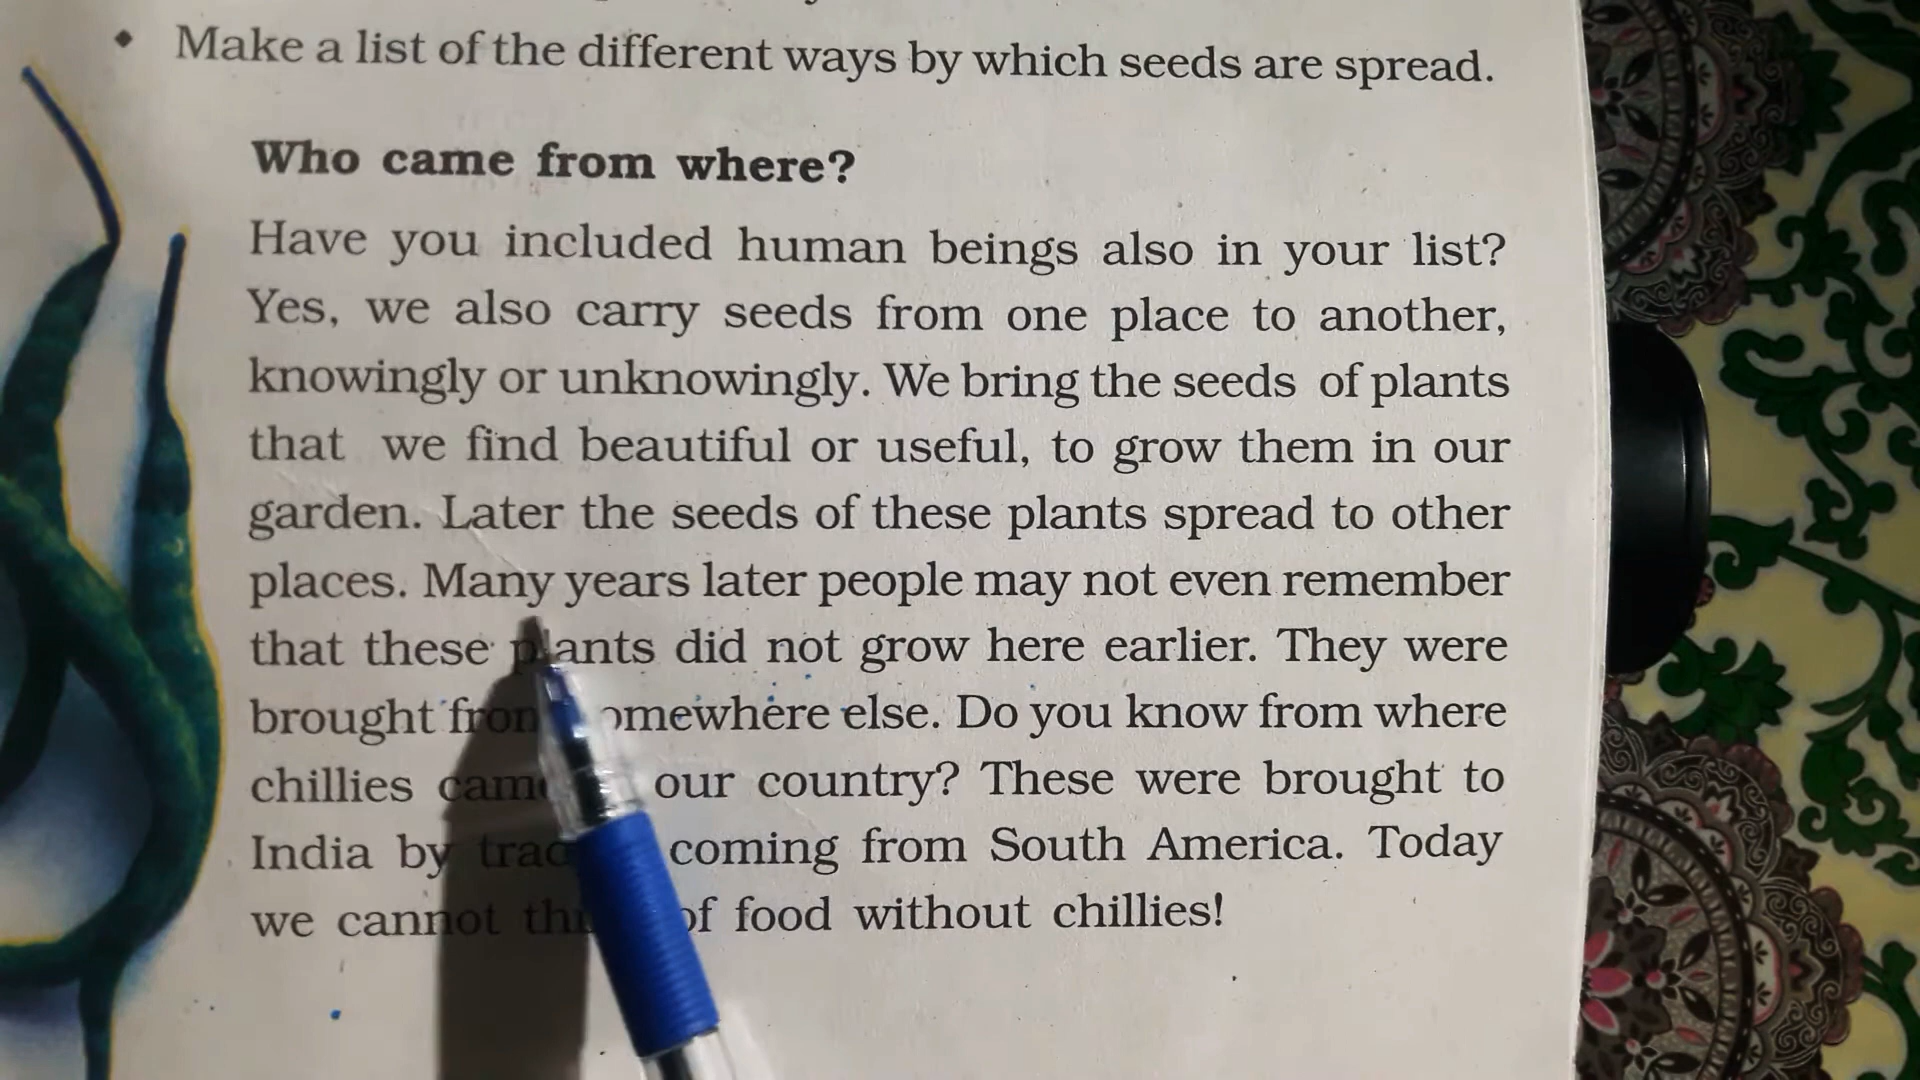 • Make a list of the different ways by which seeds are spread.
Who came from where?
Have you included human beings also in your list?
Yes, we also carry seeds from one place to another,
knowingly or unknowingly. We bring the seeds of plants
that we find beautiful or useful, to grow them in our
garden. Later the seeds of these plants spread to other
places. Many years later people may not even remember
that these plants did not grow here earlier. They were
brought from somewhere else. Do you know from where
chillies came our country? These were brought to
India by coming from South America. Today
we cannot of food without chillies!